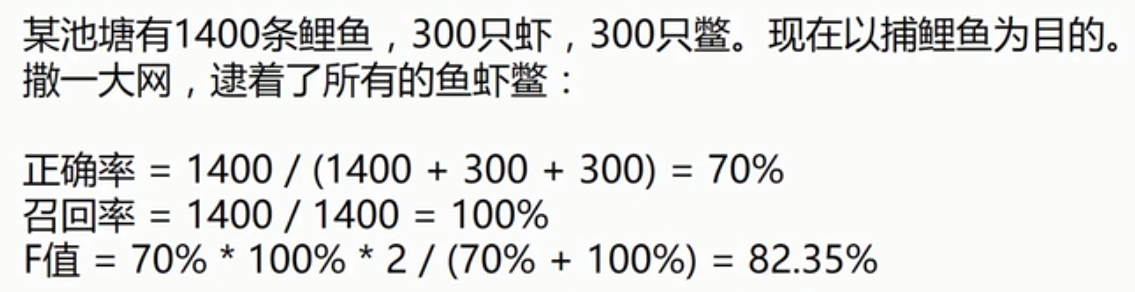 某池塘有1400条鲤鱼，300只虾，300只鳖。现在以捕鲤鱼为目的。
撒一大网，逮着了所有的鱼虾鳖：
正确率 = 1400 / (1400 + 300 + 300) = 70%
召回率 = 1400 / 1400 = 100%
F值 = 70% * 100% * 2 / (70% + 100%) = 82.35%